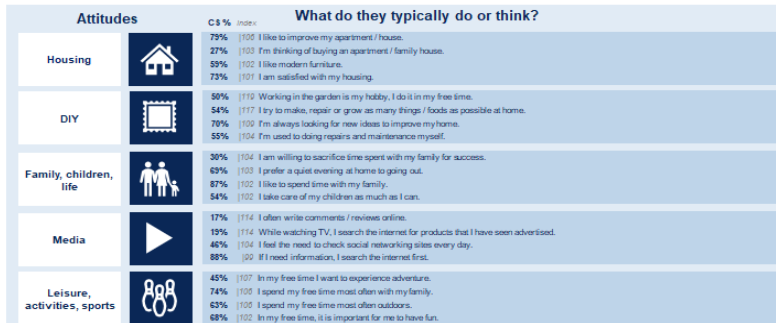 Attitudes
What do they typically do or think?
CS % index
Housing
79% |106 I like to improve my apartment / house.
27% |103 I'm thinking of buying an apartment / family house.
59% |102 I like modern furniture.
73% |101 I am satisfied with my housing.
DIY
50% |119 Working in the garden is my hobby, I do it in my free time.
54% |117 I try to make, repair or grow as many things / foods as possible at home.
70% |109 I'm always looking for new ideas to improve my home.
55% |104 I'm used to doing repairs and maintenance myself.
Family, children,
life
30% |104 I am willing to sacrifice time spent with my family for success.
69% |103 I prefer a quiet evening at home to going out.
87% |102 I like to spend time with my family.
54% |102 I take care of my children as much as I can.
Media
17% |114 I often write comments / reviews online.
19% |114 While watching TV, I search the internet for products that I have seen advertised.
46% |104 I feel the need to check social networking sites every day.
88% |99 If I need information, I search the internet first.
Leisure,
activities, sports
45% |107 In my free time I want to experience adventure.
74% |106 I spend my free time most often with my family.
63% |106 I spend my free time most often outdoors.
68% |102 In my free time, it is important for me to have fun.